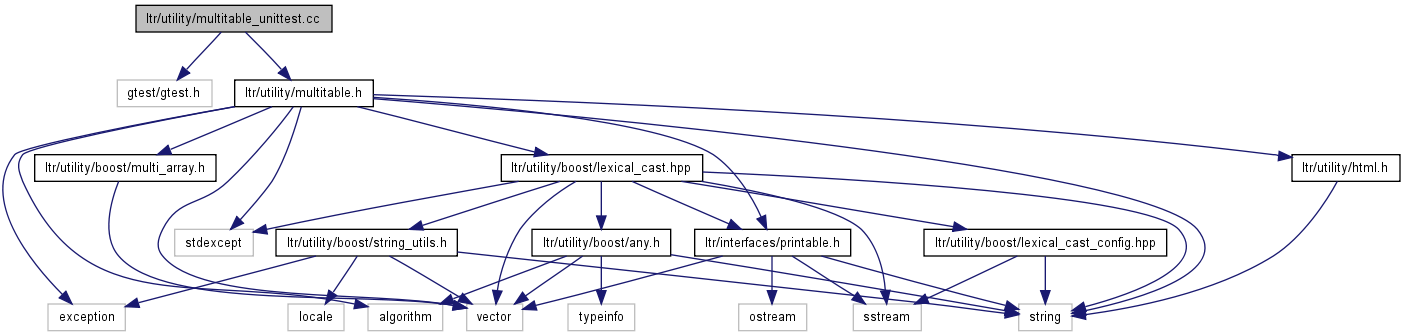 ltr/utility/multitable_unittest.cc
gtest/gtest.h
ltr/utility/multitable.h
ltr/utility/boost/multi_array.h
ltr/utility/boost/lexical_cast.hpp
ltr/utility/html.h
stdexcept
ltr/utility/boost/string_utils.h
ltr/utility/boost/any.h
ltr/interfaces/printable.h
ltr/utility/boost/lexical_cast_config.hpp
exception
locale
algorithm
vector
typeinfo
ostream
sstream
string